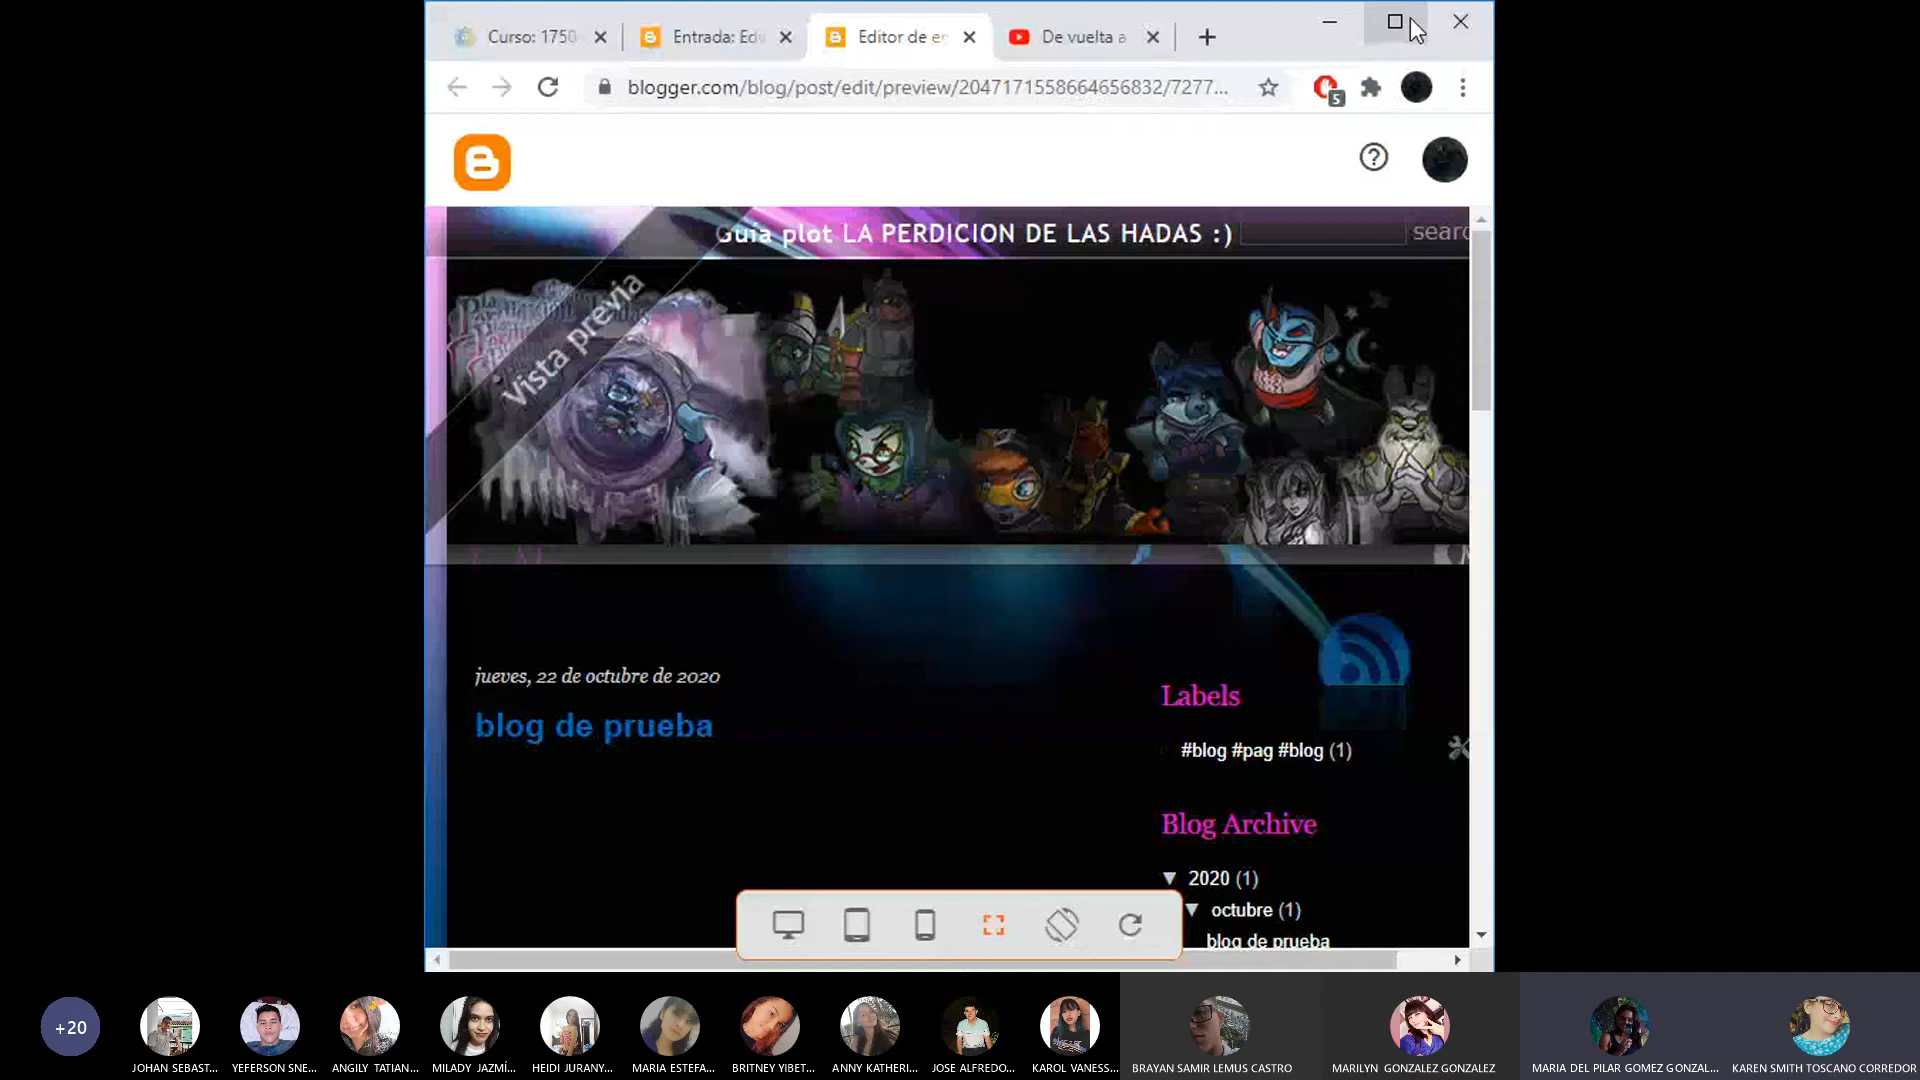 Curso: 1750
Entrada: Edu
Editor de es
De vuelta a
blogger.com/blog/post/edit/preview/2047171558664656832/7277...
5
Guía plot LA PERDICION DE LAS HADAS :)
searc
Vista previa
jueves, 22 de octubre de 2020
blog de prueba
Labels
#blog #pag #blog (1)
Blog Archive
▼ 2020 (1)
▼ octubre (1)
blog de prueba
+20
JOHAN SEBAST...
YEFERSON SNE...
ANGILY TATIAN...
MILADY JAZMÍ...
HEIDI JURANY...
MARIA ESTEFA...
BRITNEY YIBET...
ANNY KATHERI...
JOSE ALFREDO...
KAROL VANESS...
BRAYAN SAMIR LEMUS CASTRO
MARILYN GONZALEZ GONZALEZ
MARIA DEL PILAR GOMEZ GONZAL...
KAREN SMITH TOSCANO CORREDOR